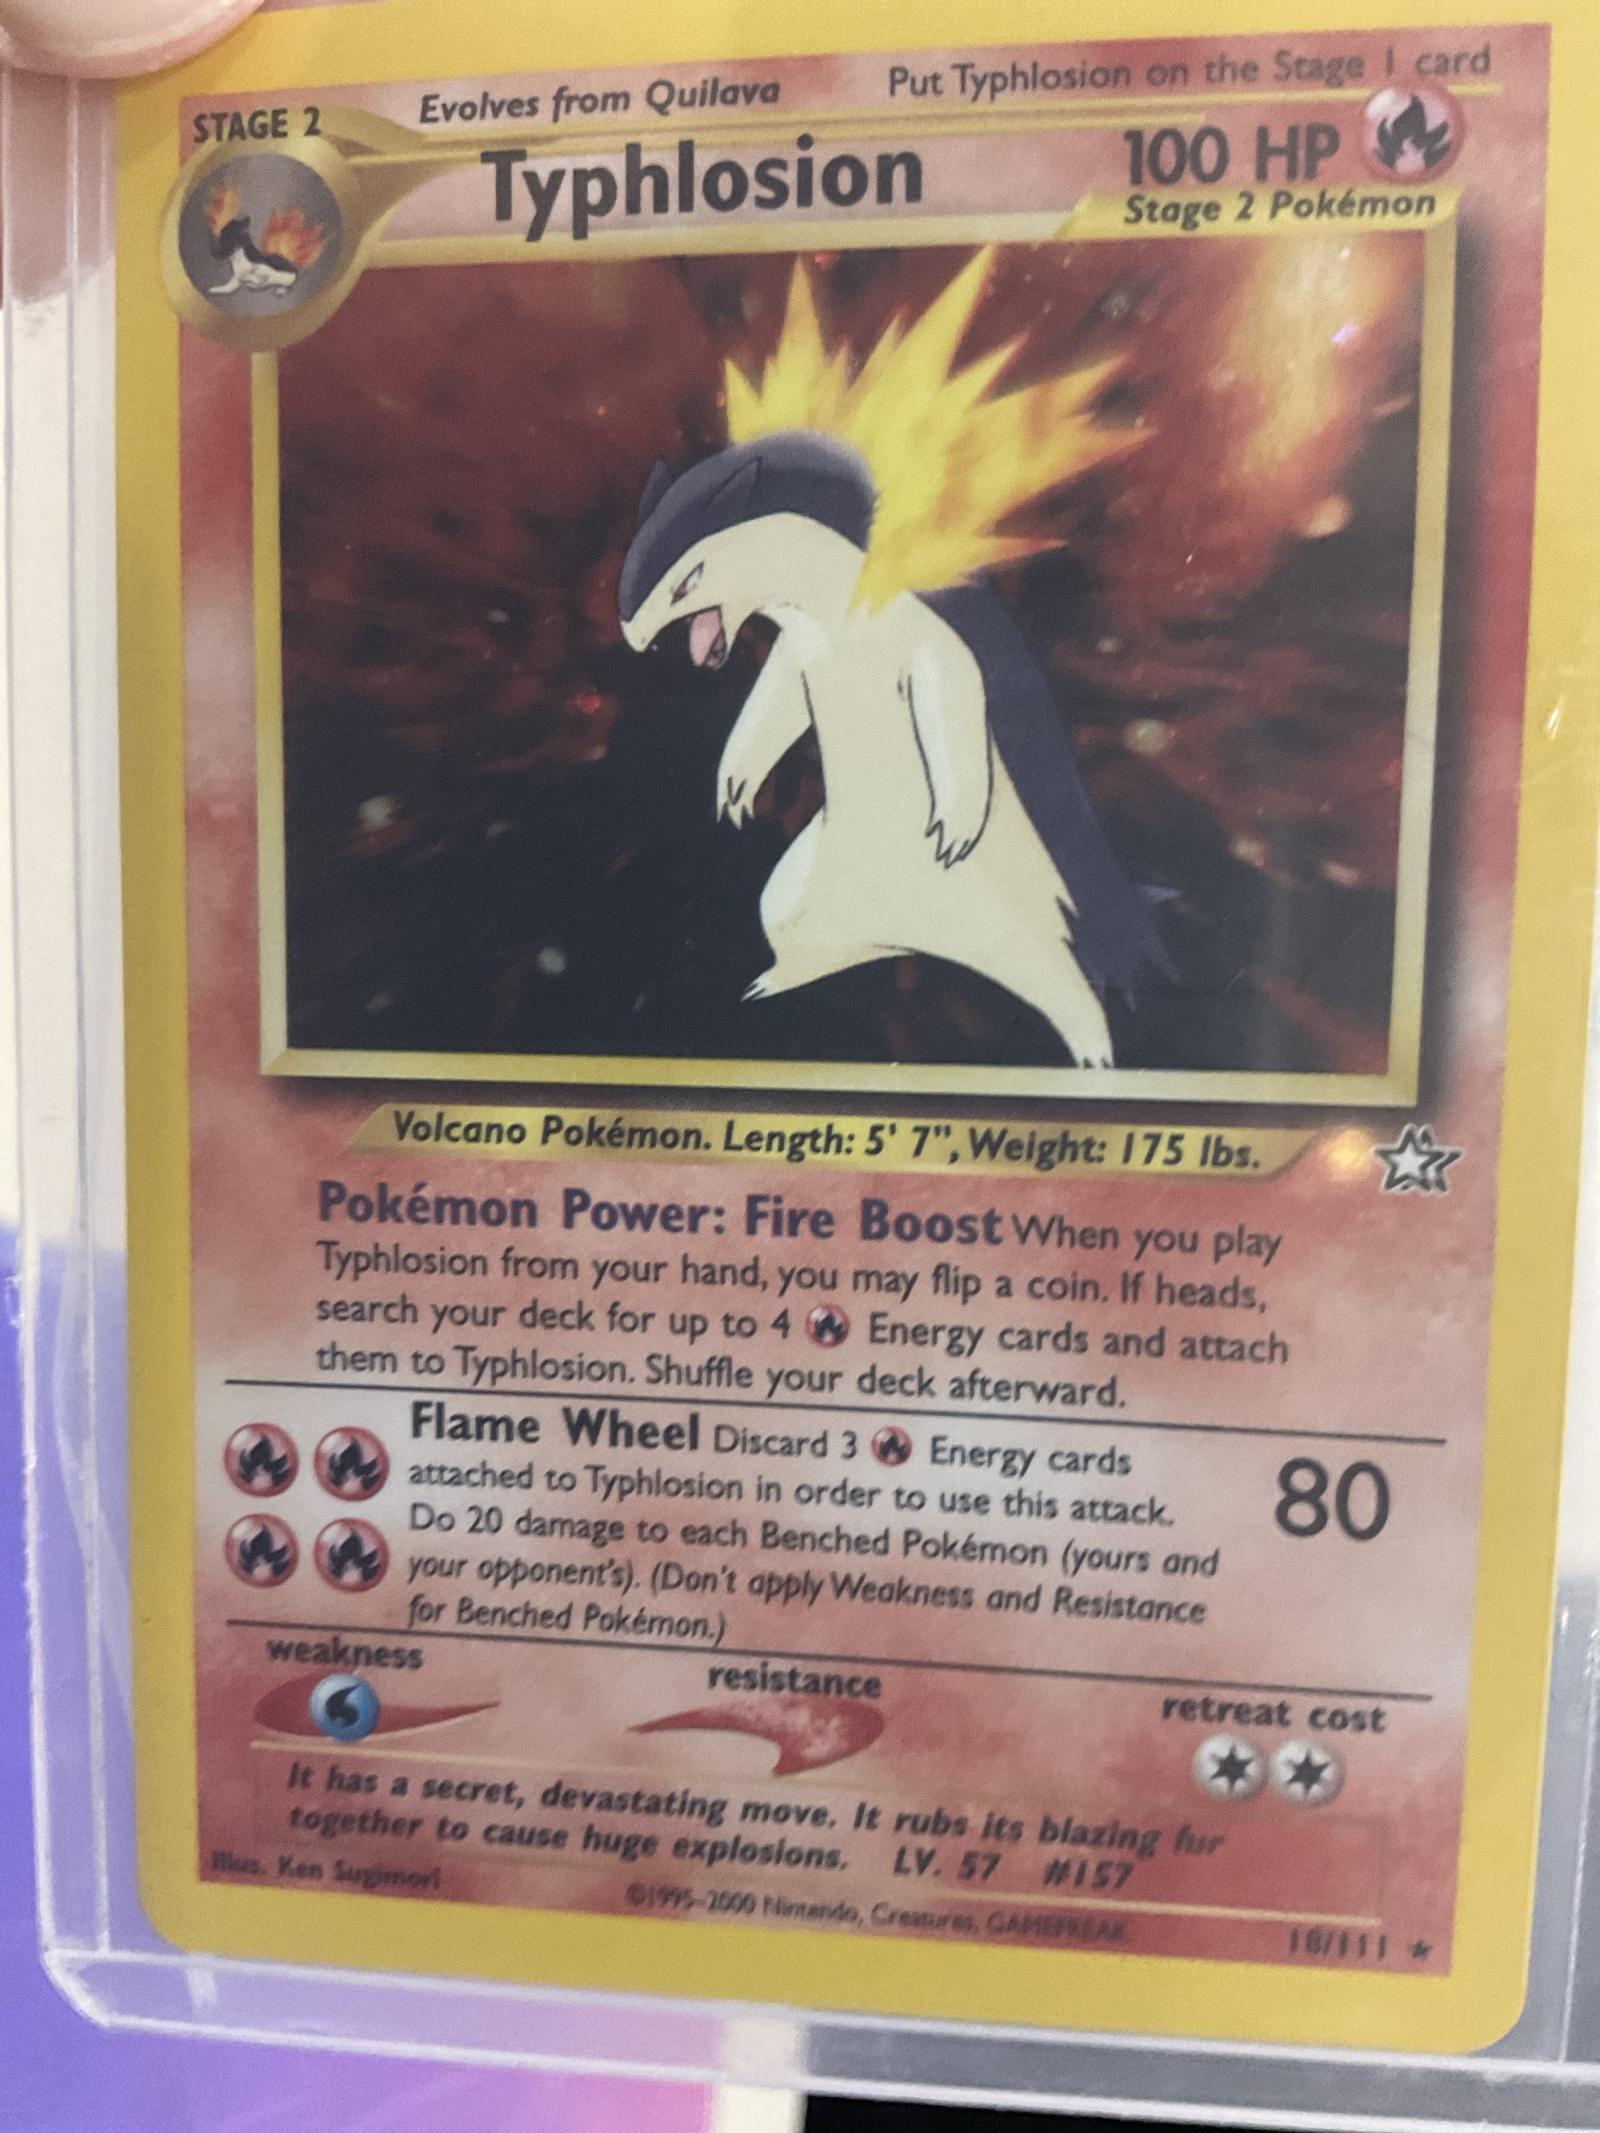 Evolves from Quilava Put Typhlosion on the Stage 1 card
STAGE 2
Typhlosion 100 HP
Stage 2 Pokémon
Volcano Pokémon. Length: 5' 7", Weight: 175 lbs.
Pokémon Power: Fire Boost When you play
Typhlosion from your hand, you may flip a coin. If heads,
search your deck for up to 4 Energy cards and attach
them to Typhlosion. Shuffle your deck afterward.
Flame Wheel Discard 3 Energy cards
attached to Typhlosion in order to use this attack.
Do 20 damage to each Benched Pokémon (yours and
your opponent's). (Don't apply Weakness and Resistance
for Benched Pokémon.)
80
weakness
resistance
retreat cost
It has a secret, devastating move. It rubs its blazing fur
together to cause huge explosions. LV. 57 #157
Illus. Ken Sugimori
©1995-2000 Nintendo, Creatures, GAMEFREAK.
18/111 ★